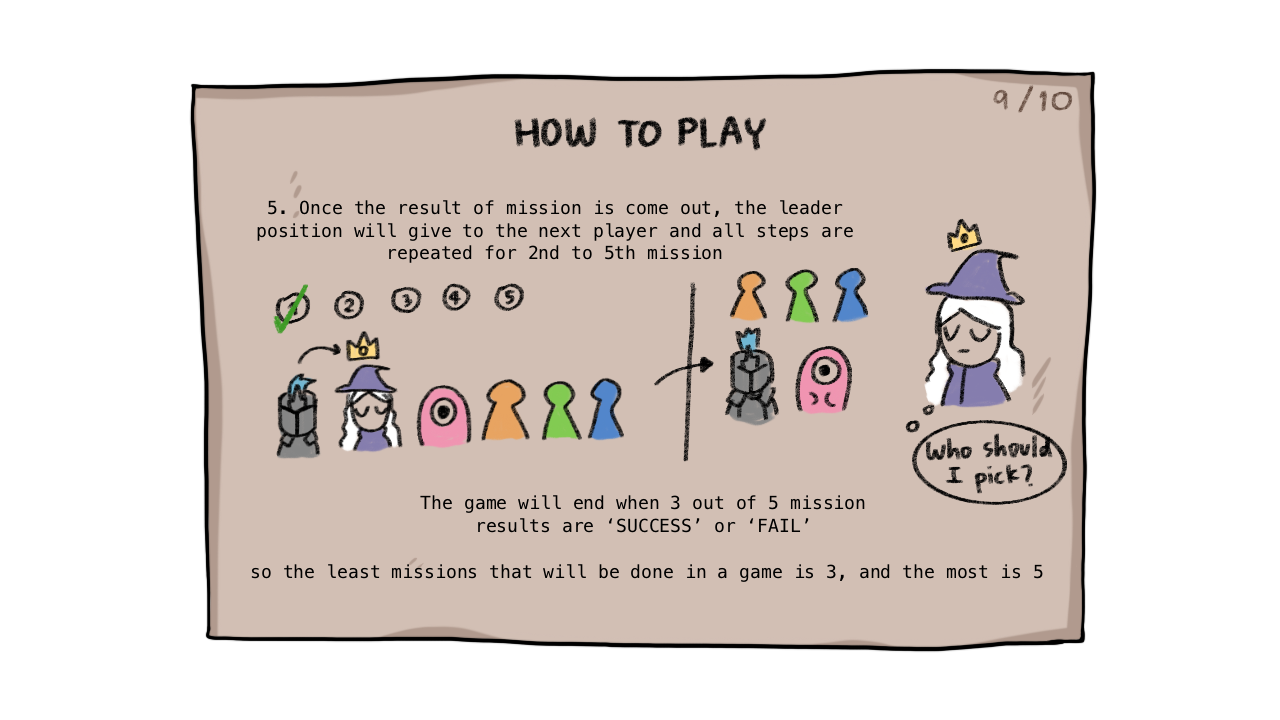 9/10
HOW TO PLAY
5. Once the result of mission is come out, the leader
position will give to the next player and all steps are
repeated for 2nd to 5th mission
1 2 3 4 5
Who should
I pick?
The game will end when 3 out of 5 mission
results are ‘SUCCESS’ or ‘FAIL’
so the least missions that will be done in a game is 3, and the most is 5